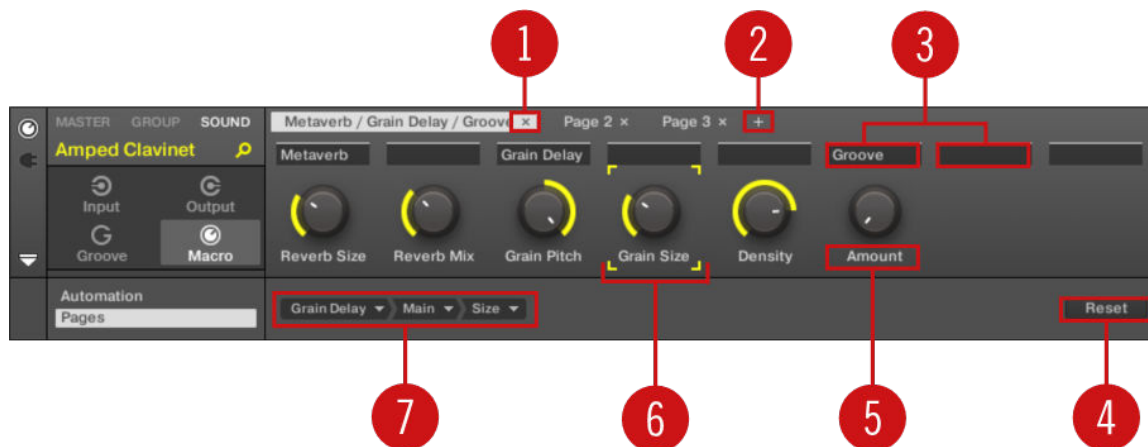 1 2 3
MASTER GROUP SOUND Metaverb / Grain Delay / Groove × Page 2 × Page 3 × +
Amped Clavinet Metaverb Grain Delay Groove
Input Output
Groove Macro Reverb Size Reverb Mix Grain Pitch Grain Size Density Amount
Automation
Pages Grain Delay Main Size Reset
7 6 5 4